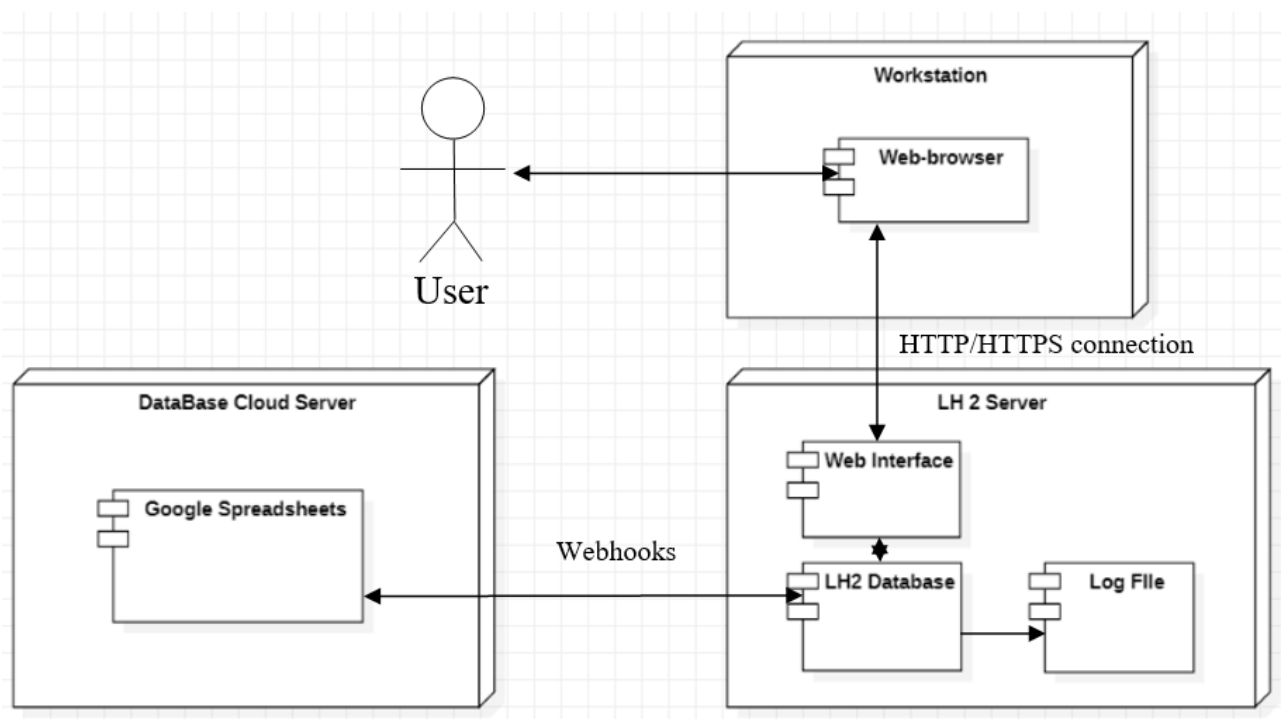 Workstation
Web-browser
User
HTTP/HTTPS connection
DataBase Cloud Server
LH 2 Server
Web Interface
Google Spreadsheets
Webhooks
LH2 Database
Log FIle